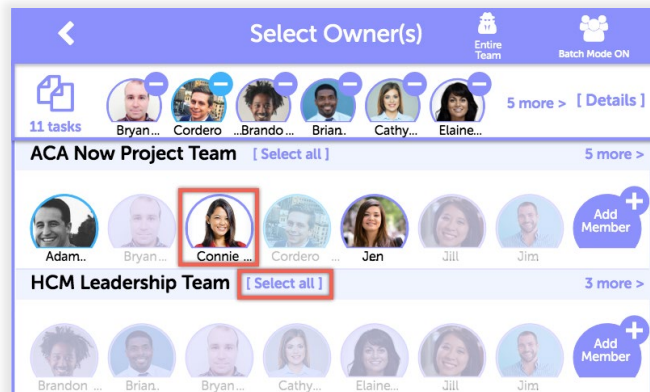 Select Owner(s)
Entire
Team
Batch Mode ON
11 tasks
Bryan... Cordero ...Brando ... Brian.. Cathy... Elaine...
5 more > [ Details ]
ACA Now Project Team [ Select all ] 5 more >
Adam.. Bryan... Connie ... Cordero ... Jen Jill Jim
Add
Member
HCM Leadership Team [ Select all ] 3 more >
Brandon ... Brian.. Bryan... Cathy... Elaine... Jill Jim
Add
Member